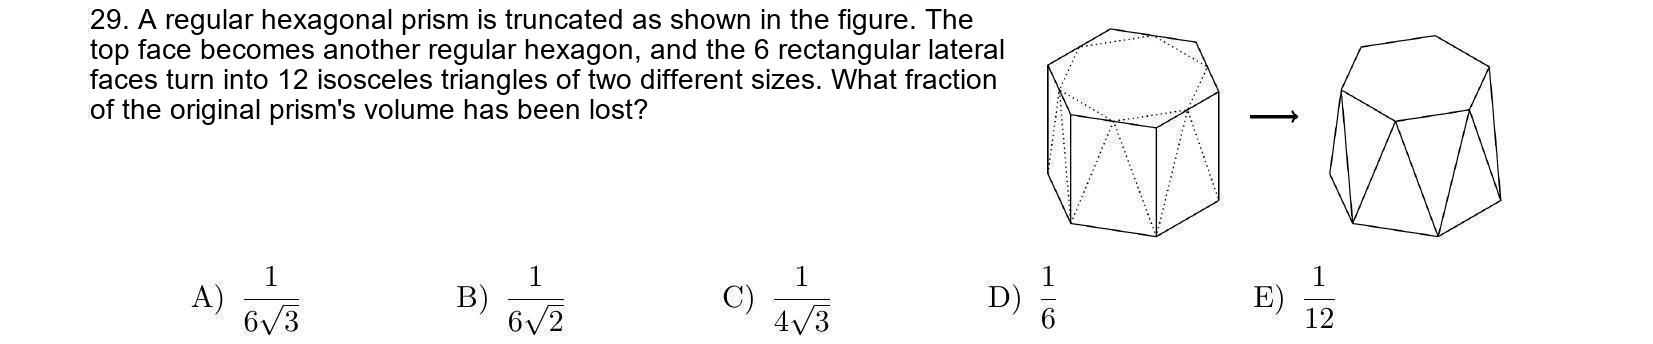 29. A regular hexagonal prism is truncated as shown in the figure. The
top face becomes another regular hexagon, and the 6 rectangular lateral
faces turn into 12 isosceles triangles of two different sizes. What fraction
of the original prism's volume has been lost?
A) 1/(6√3) B) 1/(6√2) C) 1/(4√3) D) 1/6 E) 1/12